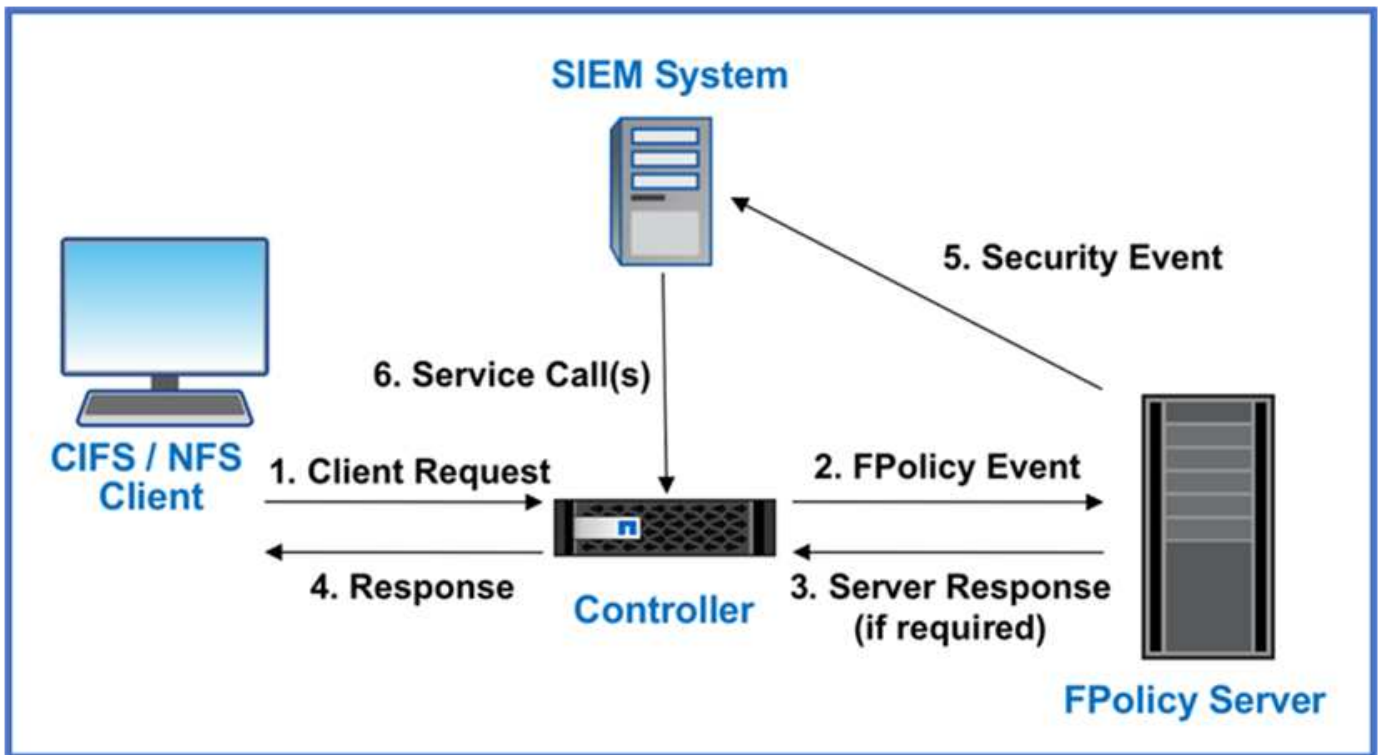 SIEM System
5. Security Event
6. Service Call(s)
CIFS / NFS
Client
1. Client Request
2. FPolicy Event
4. Response
Controller
3. Server Response
(if required)
FPolicy Server